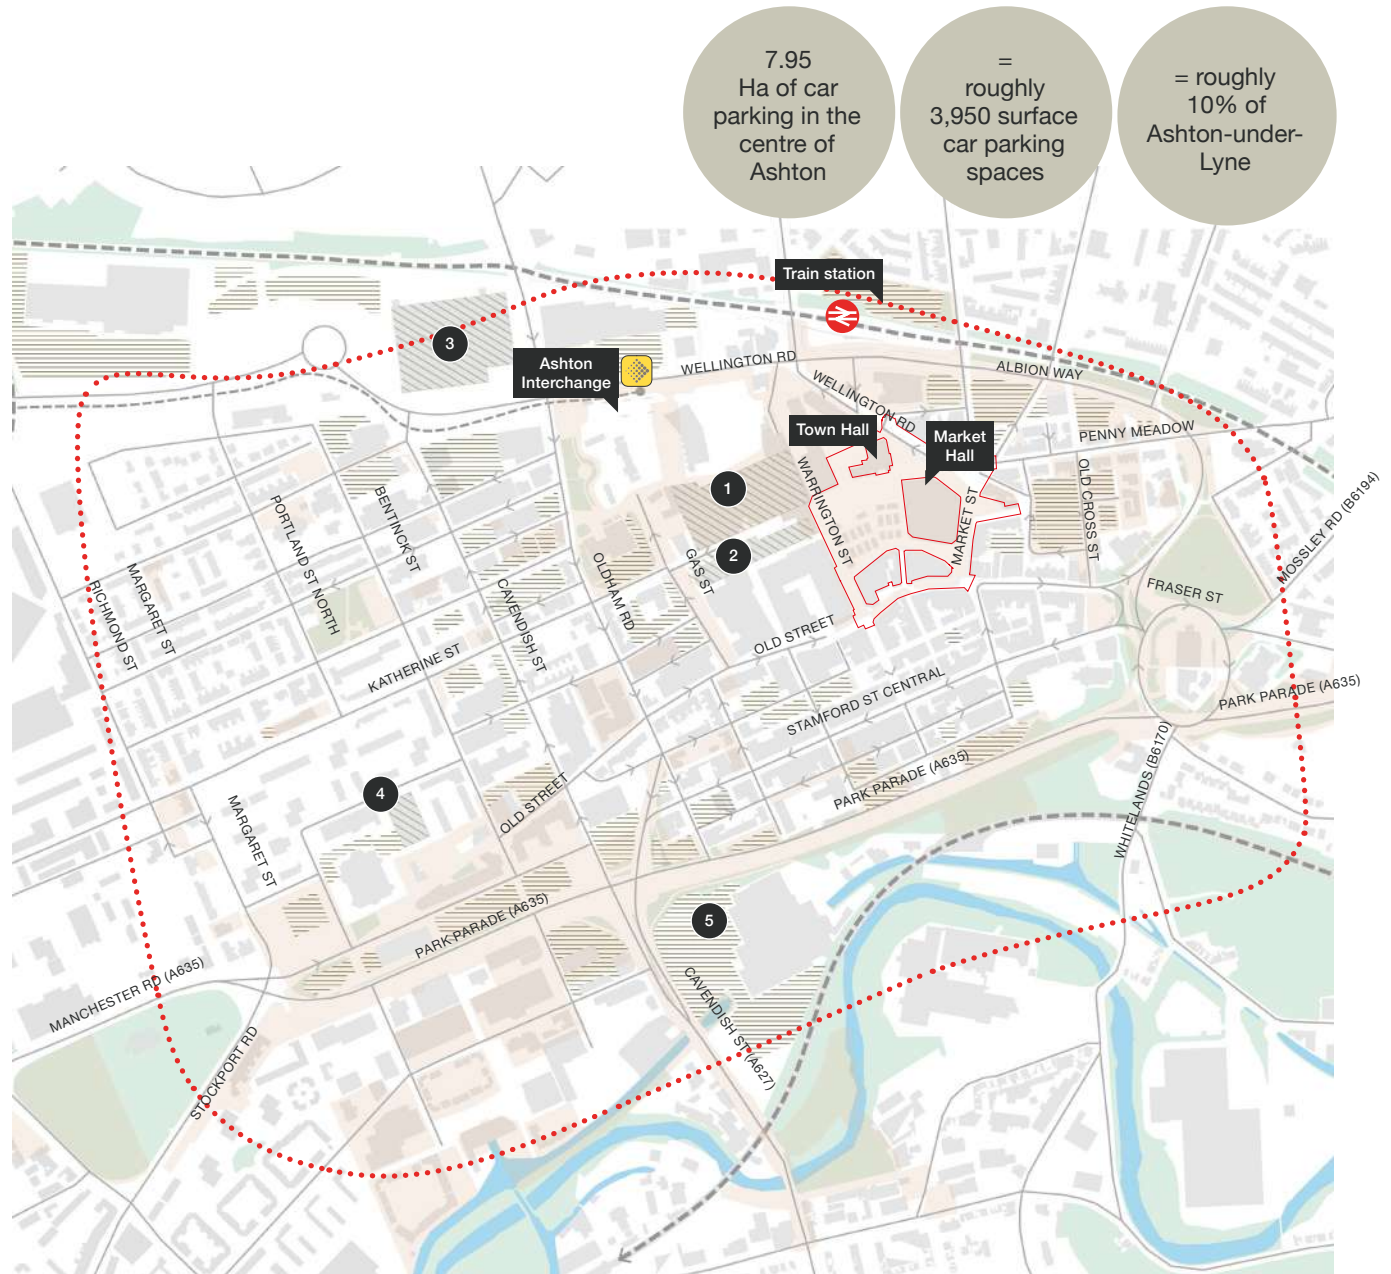 7.95
Ha of car
parking in the
centre of
Ashton
=
roughly
3,950 surface
car parking
spaces
= roughly
10% of
Ashton-under-
Lyne
Train station
3
Ashton
Interchange
WELLINGTON RD
ALBION WAY
WELLINGTON RD
Town Hall
Market
Hall
PENNY MEADOW
1
WARRINGTON ST
MARKET ST
OLD CROSS ST
MOSSLEY RD (B6194)
2
GAS ST
OLDHAM RD
BENTINCK ST
PORTLAND ST NORTH
MARGARET ST
RICHMOND ST
CAVENDISH ST
KATHERINE ST
OLD STREET
FRASER ST
STAMFORD ST CENTRAL
PARK PARADE (A635)
PARK PARADE (A635)
WHITELANDS (B6170)
4
MARGARET ST
OLD STREET
5
PARK PARADE (A635)
MANCHESTER RD (A635)
CAVENDISH ST (A627)
STOCKPORT RD